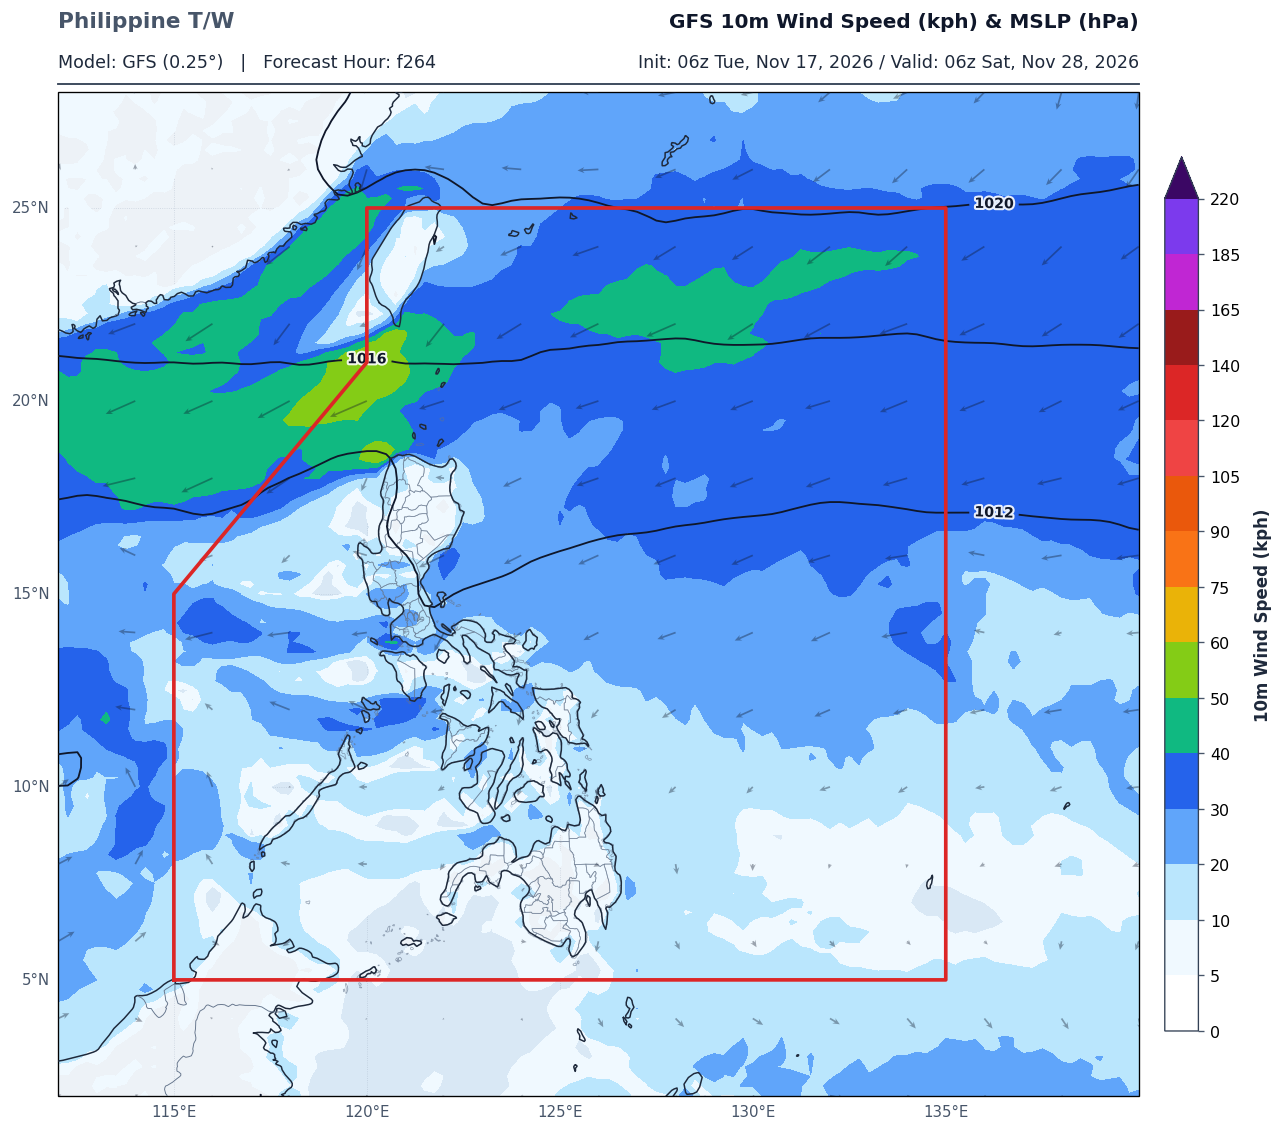 Philippine T/W
GFS 10m Wind Speed (kph) & MSLP (hPa)
Model: GFS (0.25°) | Forecast Hour: f264
Init: 06z Tue, Nov 17, 2026 / Valid: 06z Sat, Nov 28, 2026
25°N
20°N
15°N
10°N
5°N
115°E
120°E
125°E
130°E
135°E
1020
1016
1012
220
185
165
140
120
105
90
75
60
50
40
30
20
10
5
0
10m Wind Speed (kph)